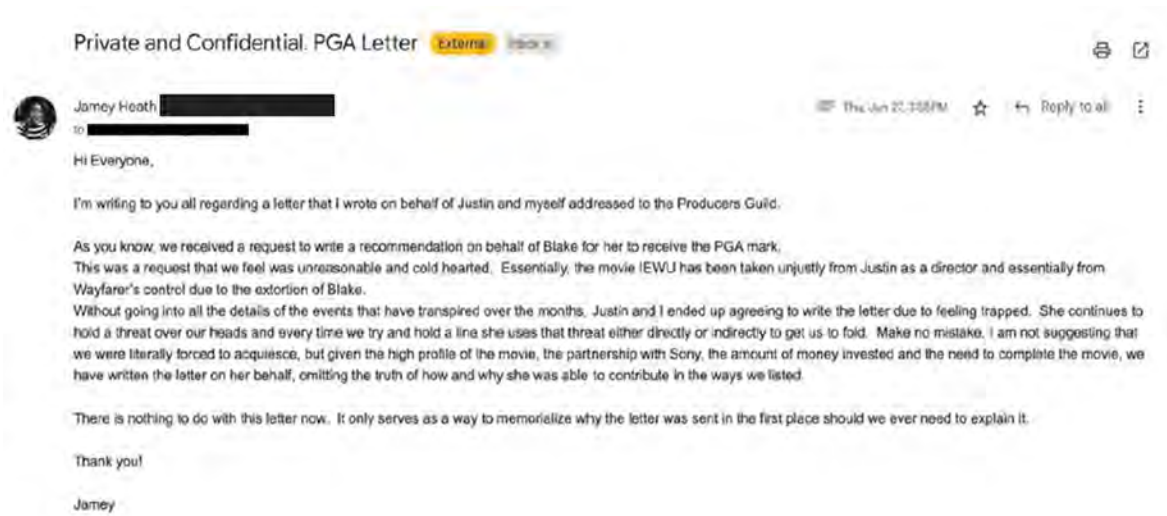 Private and Confidential. PGA Letter External Inbox x
Jamey Heath
to
Reply to all
Hi Everyone,
I'm writing to you all regarding a letter that I wrote on behalf of Justin and myself addressed to the Producers Guild.
As you know, we received a request to write a recommendation on behalf of Blake for her to receive the PGA mark.
This was a request that we feel was unreasonable and cold hearted. Essentially, the movie IEWU has been taken unjustly from Justin as a director and essentially from
Wayfarer's control due to the extortion of Blake.
Without going into all the details of the events that have transpired over the months, Justin and I ended up agreeing to write the letter due to feeling trapped. She continues to
hold a threat over our heads and every time we try and hold a line she uses that threat either directly or indirectly to get us to fold. Make no mistake, I am not suggesting that
we were literally forced to acquiesce, but given the high profile of the movie, the partnership with Sony, the amount of money invested and the need to complete the movie, we
have written the letter on her behalf, omitting the truth of how and why she was able to contribute in the ways we listed.
There is nothing to do with this letter now. It only serves as a way to memorialize why the letter was sent in the first place should we ever need to explain it.
Thank you!
Jamey